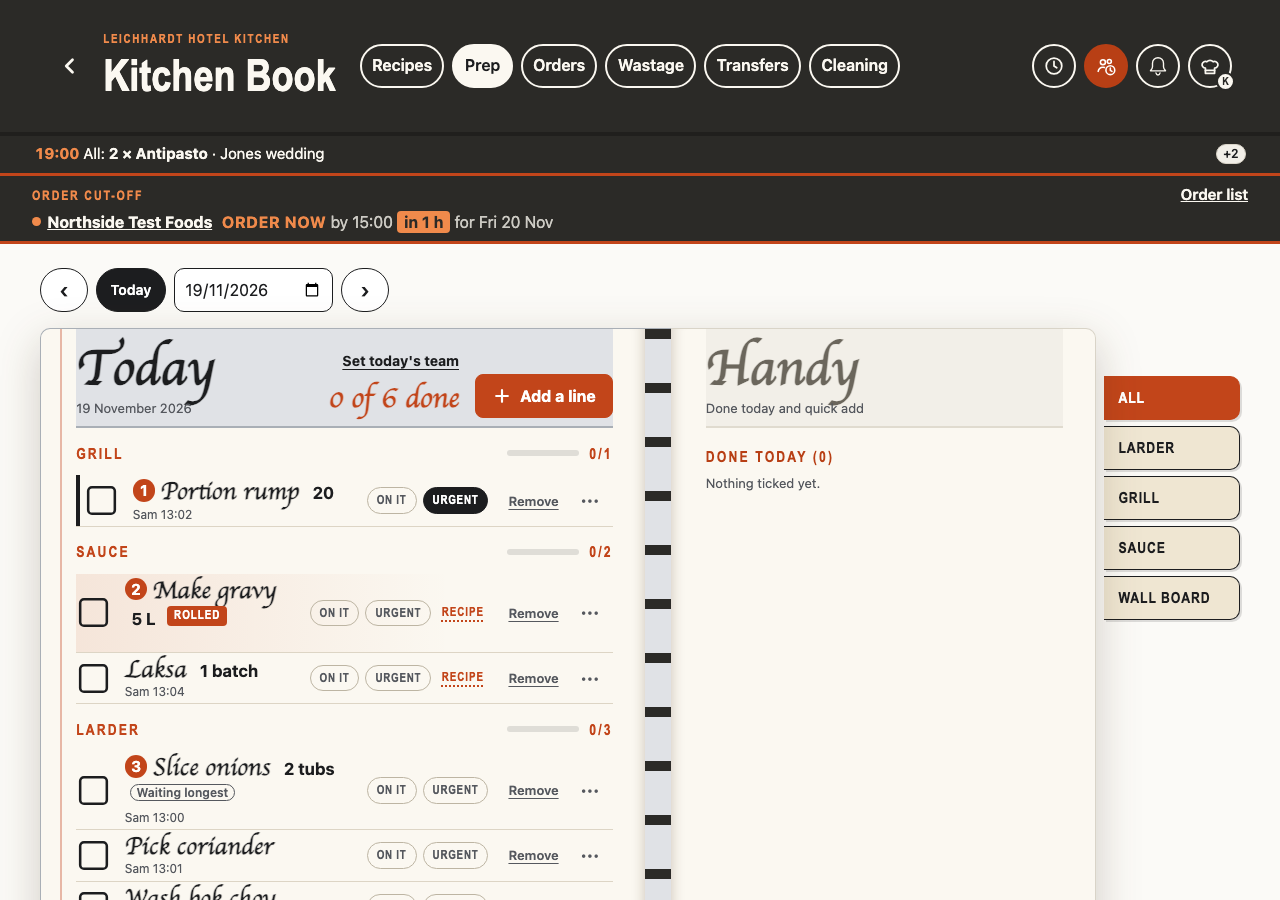 LEICHHARDT HOTEL KITCHEN
Kitchen Book
Recipes
Prep
Orders
Wastage
Transfers
Cleaning
K
19:00 All: 2 × Antipasto · Jones wedding
+2
ORDER CUT-OFF
Order list
Northside Test Foods ORDER NOW by 15:00 in 1 h for Fri 20 Nov
‹
Today
19/11/2026
›
Today
19 November 2026
Set today's team
0 of 6 done
+ Add a line
GRILL 0/1
1 Portion rump 20
Sam 13:02
ON IT URGENT Remove ···
SAUCE 0/2
2 Make gravy
5 L ROLLED
ON IT URGENT RECIPE Remove ···
Laksa 1 batch
Sam 13:04
ON IT URGENT RECIPE Remove ···
LARDER 0/3
3 Slice onions 2 tubs
Waiting longest
Sam 13:00
ON IT URGENT Remove ···
Pick coriander
Sam 13:01
ON IT URGENT Remove ···
Wash bok choy
Handy
Done today and quick add
DONE TODAY (0)
Nothing ticked yet.
ALL
LARDER
GRILL
SAUCE
WALL BOARD